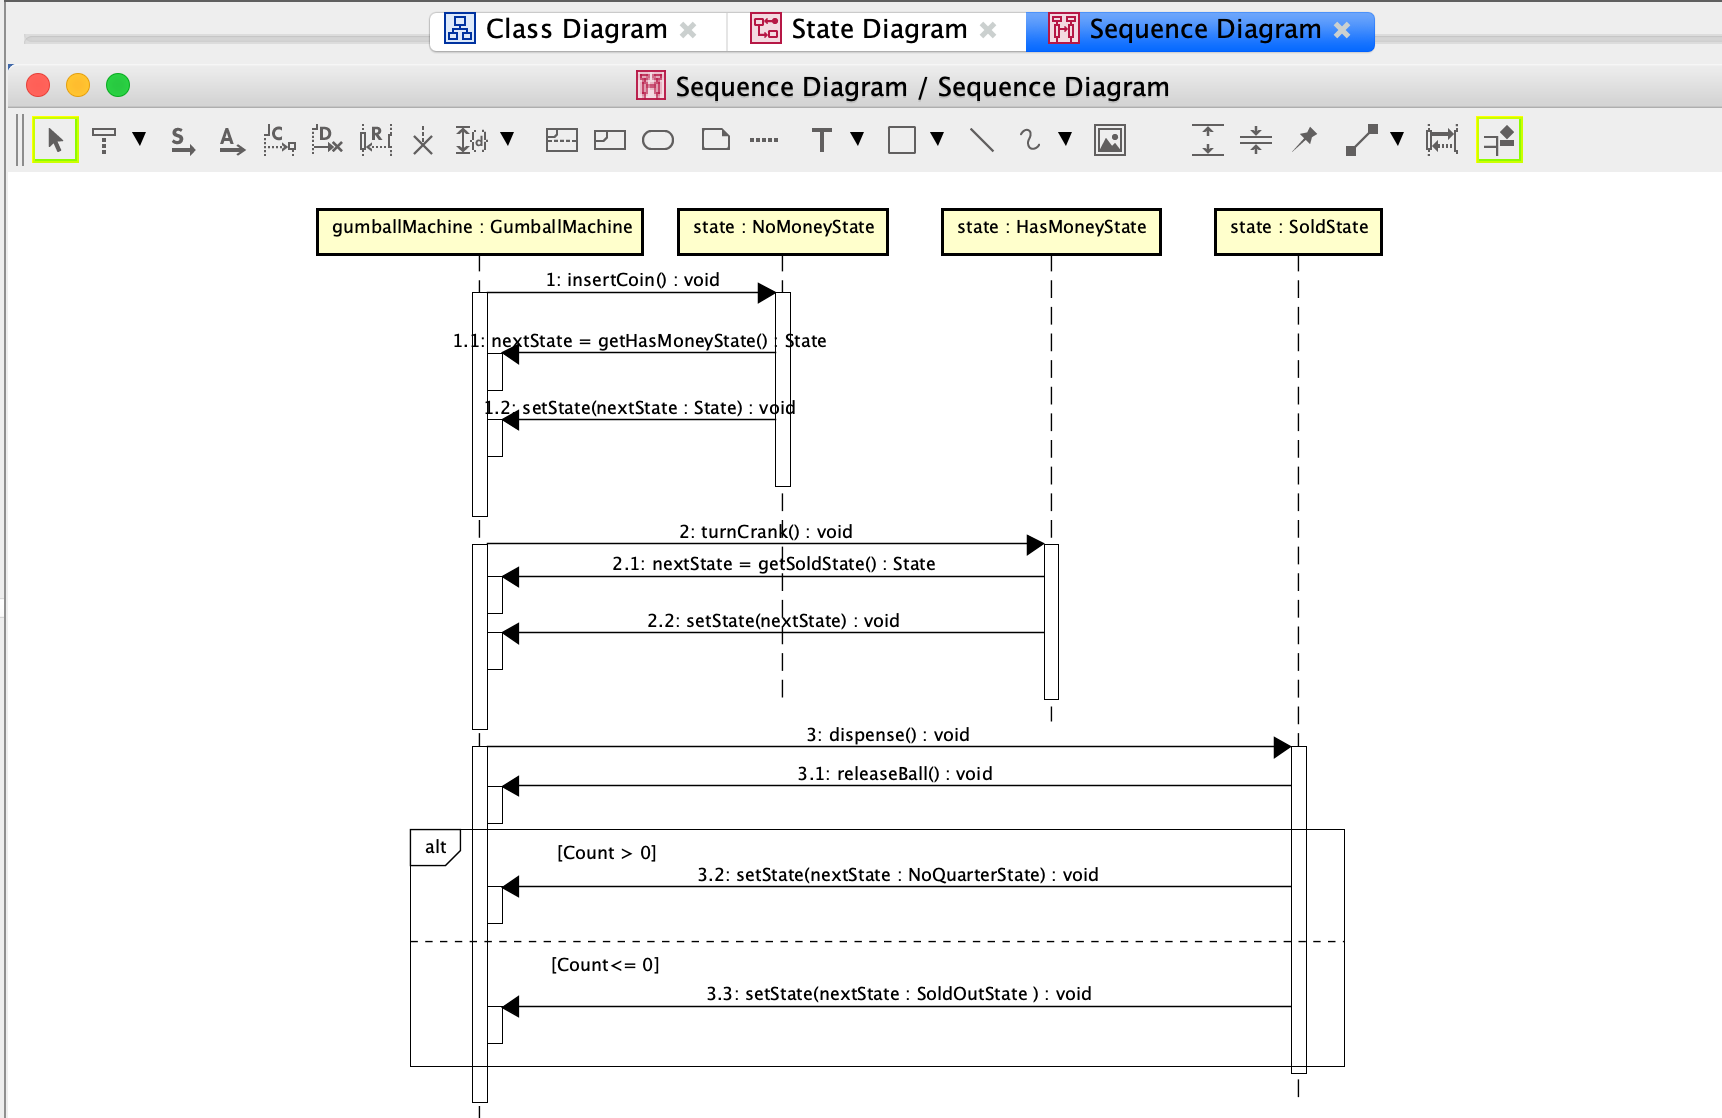 Class Diagram
State Diagram
Sequence Diagram
Sequence Diagram / Sequence Diagram
S
A
C
D
R
{d}
T
gumballMachine : GumballMachine
state : NoMoneyState
state : HasMoneyState
state : SoldState
1: insertCoin() : void
1.1: nextState = getHasMoneyState() : State
1.2: setState(nextState : State) : void
2: turnCrank() : void
2.1: nextState = getSoldState() : State
2.2: setState(nextState) : void
3: dispense() : void
3.1: releaseBall() : void
alt
[Count > 0]
3.2: setState(nextState : NoQuarterState) : void
[Count<= 0]
3.3: setState(nextState : SoldOutState ) : void